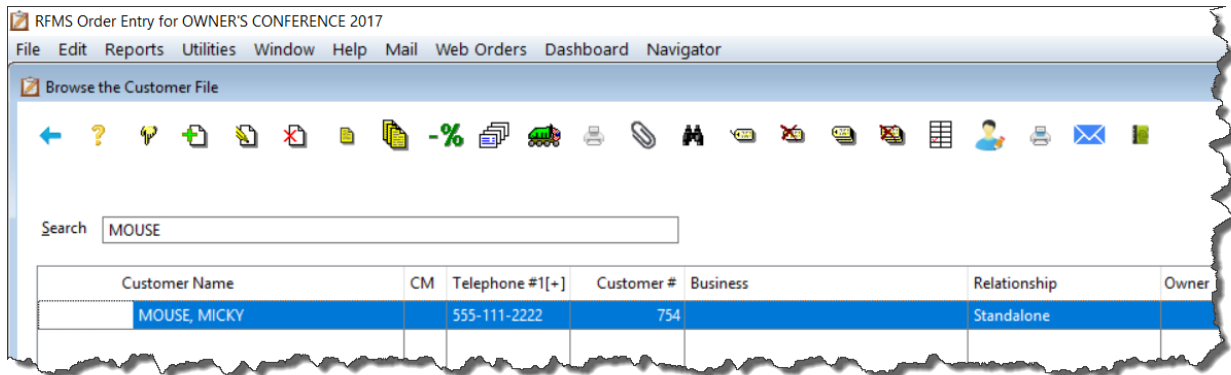 RFMS Order Entry for OWNER'S CONFERENCE 2017
File Edit Reports Utilities Window Help Mail Web Orders Dashboard Navigator
Browse the Customer File
-%
Search MOUSE
Customer Name CM Telephone #1[+] Customer # Business Relationship Owner
MOUSE, MICKY 555-111-2222 754 Standalone